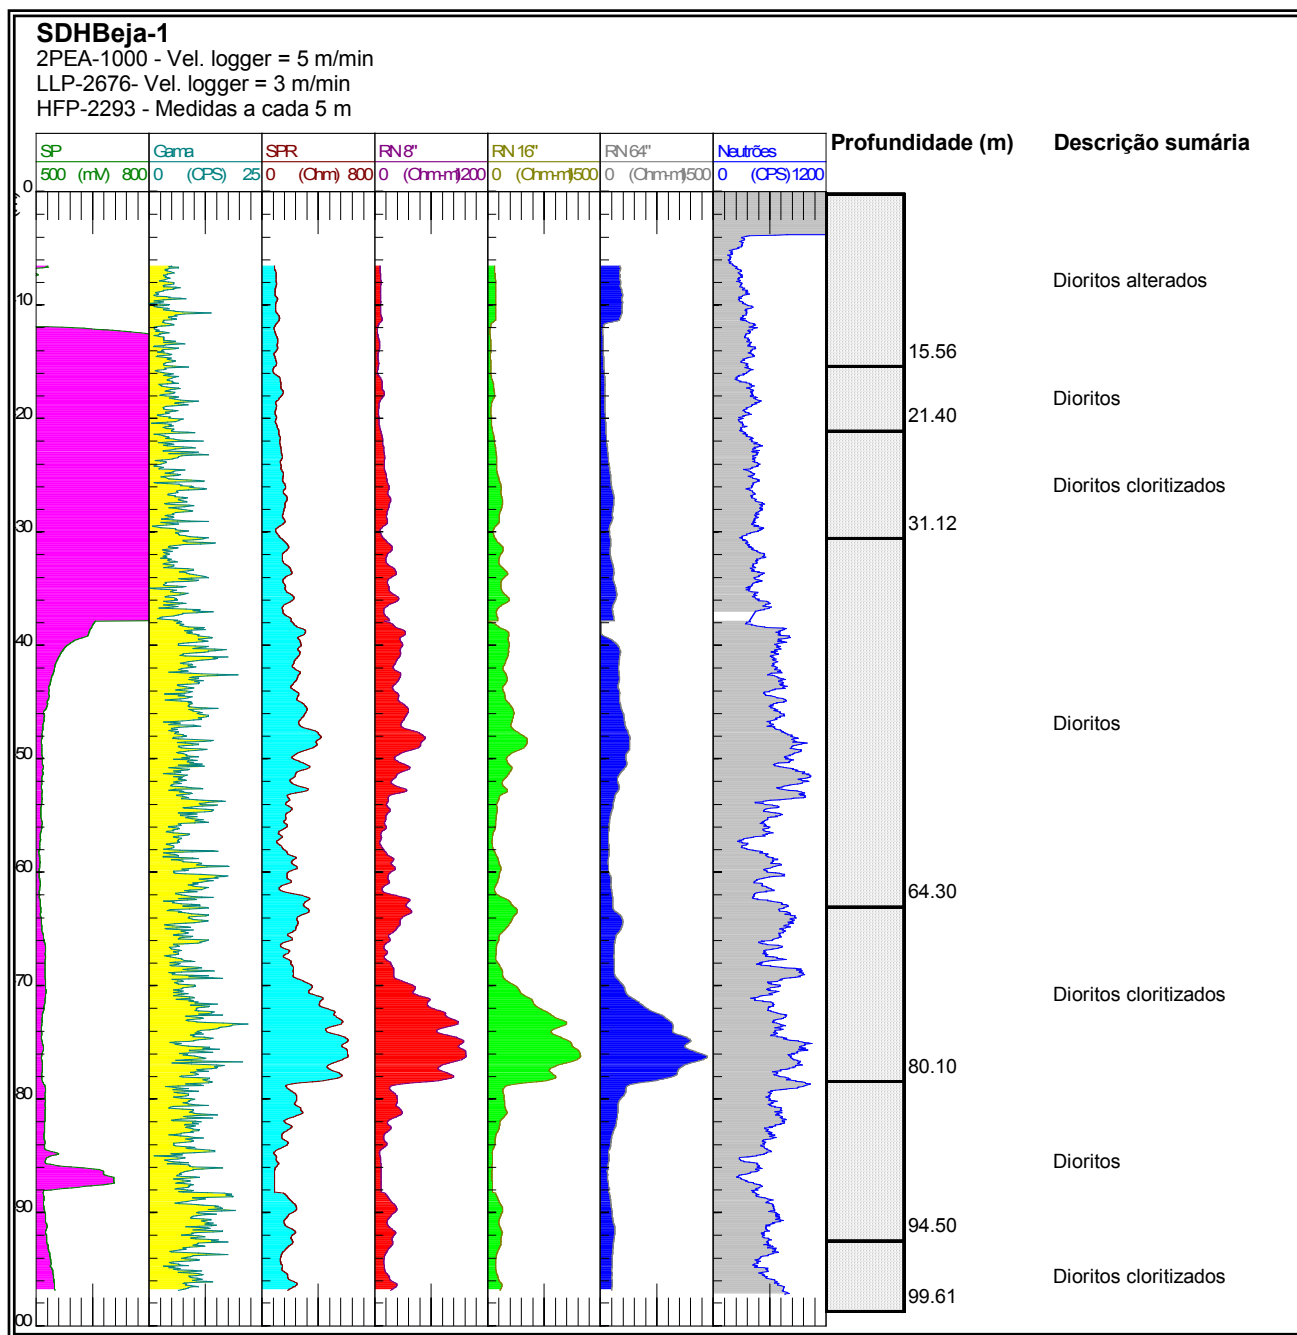 SDHBeja-1
2PEA-1000 - Vel. logger = 5 m/min
LLP-2676- Vel. logger = 3 m/min
HFP-2293 - Medidas a cada 5 m
SP Gama SPR RN 8" RN 16" RN 64" Neutrões Profundidade (m) Descrição sumária
500 (mV) 800 0 (CPS) 25 0 (Ohm) 800 0 (Ohm-m) 1200 0 (Ohm-m) 1500 0 (Ohm-m) 1500 0 (CPS) 1200
0
Dioritos alterados
10
15.56
Dioritos
20
21.40
Dioritos cloritizados
30
31.12
40
Dioritos
50
60
64.30
70
Dioritos cloritizados
80.10
80
Dioritos
90
94.50
Dioritos cloritizados
99.61
00